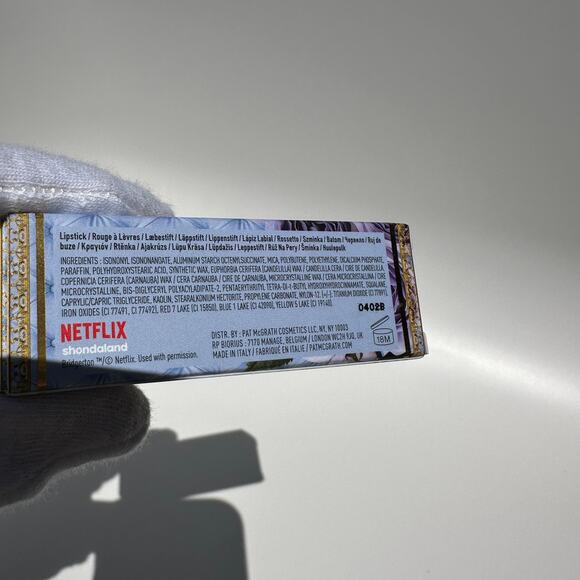 Lipstick / Rouge à Lèvres / Læbestift / Läppstift / Lippenstift / Lápiz Labial / Rossetto / Szminka / Batom / Червило / Ruj de
buze / Κραγιόν / Rtěnka / Ajakrúzs / Lūpu Krāsa / Lūpdažis / Leppestift / Rúž Na Pery / Šminka / Huulepulk
INGREDIENTS: ISONONYL ISONONANOATE, ALUMINUM STARCH OCTENYLSUCCINATE, MICA, POLYBUTENE, POLYETHYLENE, DICALCIUM PHOSPHATE,
PARAFFIN, POLYHYDROXYSTEARIC ACID, SYNTHETIC WAX, EUPHORBIA CERIFERA (CANDELILLA) WAX / CANDELILLA CERA / CIRE DE CANDELILLA,
COPERNICIA CERIFERA (CARNAUBA) WAX / CERA CARNAUBA / CIRE DE CARNAUBA, MICROCRYSTALLINE WAX / CERA MICROCRISTALLINA / CIRE
MICROCRYSTALLINE, BIS-DIGLYCERYL POLYACYLADIPATE-2, PENTAERYTHRITYL TETRA-DI-T-BUTYL HYDROXYHYDROCINNAMATE, SQUALANE,
CAPRYLIC/CAPRIC TRIGLYCERIDE, KAOLIN, STEARALKONIUM HECTORITE, PROPYLENE CARBONATE, NYLON-12. (+/-): TITANIUM DIOXIDE (CI 77891),
IRON OXIDES (CI 77491, CI 77492), RED 7 LAKE (CI 15850), BLUE 1 LAKE (CI 42090), YELLOW 5 LAKE (CI 19140).
0402B
NETFLIX
shondaland
Bridgerton ™/© Netflix. Used with permission.
DISTR. BY: PAT McGRATH COSMETICS LLC, NY, NY 10003
RP BIORIUS: 7170 MANAGE, BELGIUM / LONDON WC2H 9JQ, UK
MADE IN ITALY / FABRIQUÉ EN ITALIE / PATMCGRATH.COM
18M